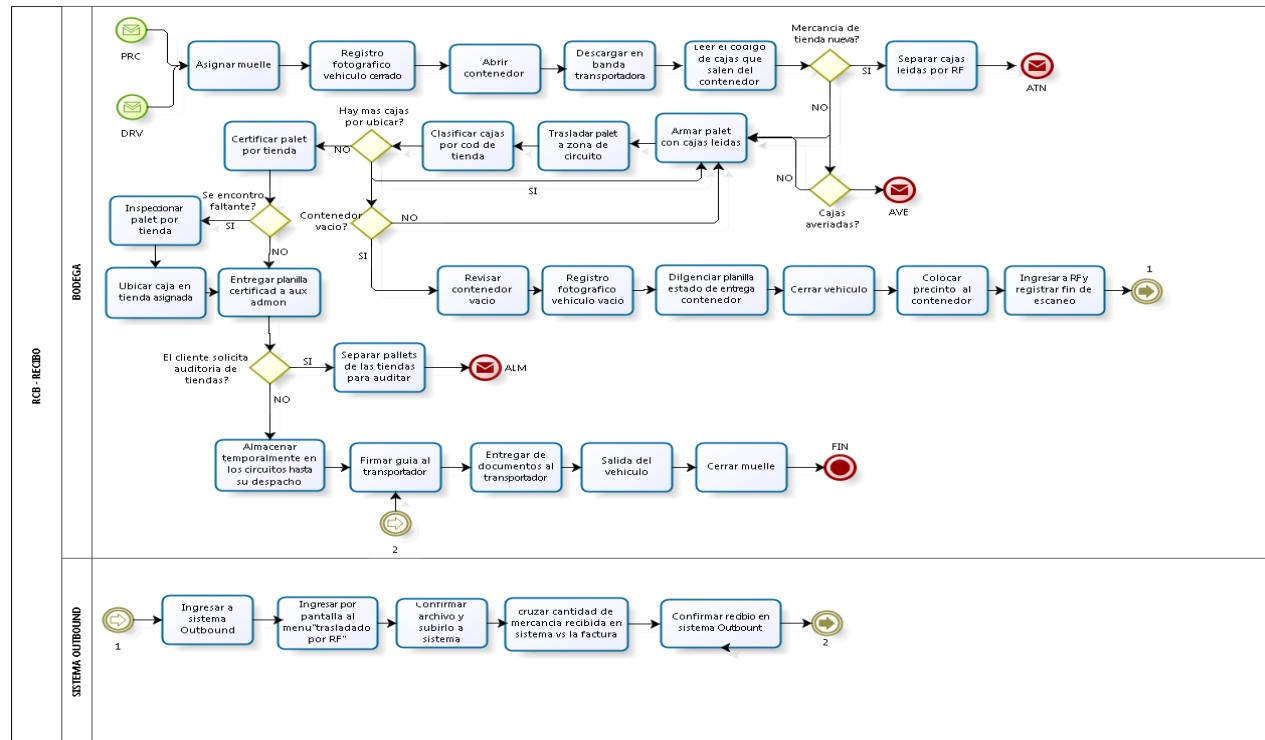 RCB - RECIBO
BODEGA
PRC
DRV
Asignar muelle
Registro
fotografico
vehiculo cerrado
Abrir
contenedor
Descargar en
banda
transportadora
Leer el codigo
de cajas que
salen del
contenedor
Mercancia de
tienda nueva?
SI
NO
Separar cajas
leidas por RF
ATN
Hay mas cajas
por ubicar?
Certificar palet
por tienda
NO
Clasificar cajas
por cod de
tienda
Trasladar palet
a zona de
circuito
Armar palet
con cajas leidas
NO
Cajas
averiadas?
AVE
SI
Se encontro
faltante?
SI
NO
Inspeccionar
palet por
tienda
Contenedor
vacio?
NO
SI
Ubicar caja en
tienda asignada
Entregar planilla
certificad a aux
admon
Revisar
contenedor
vacio
Registro
fotografico
vehiculo vacio
Dilgenciar planilla
estado de entrega
contenedor
Cerrar vehiculo
Colocar
precinto al
contenedor
Ingresar a RF y
registrar fin de
escaneo
1
El cliente solicita
auditoria de
tiendas?
SI
NO
Separar pallets
de las tiendas
para auditar
ALM
Almacenar
temporalmente en
los circuitos hasta
su despacho
Firmar guia al
transportador
Entregar de
documentos al
transportador
Salida del
vehiculo
Cerrar muelle
FIN
2
SISTEMA OUTBOUND
1
Ingresar a
sistema
Outbound
Ingresar por
pantalla al
menu"trasladado
por RF"
Confirmar
archivo y
subirlo a
sistema
cruzar cantidad de
mercancia recibida en
sistema vs la factura
Confirmar recibio en
sistema Outbount
2